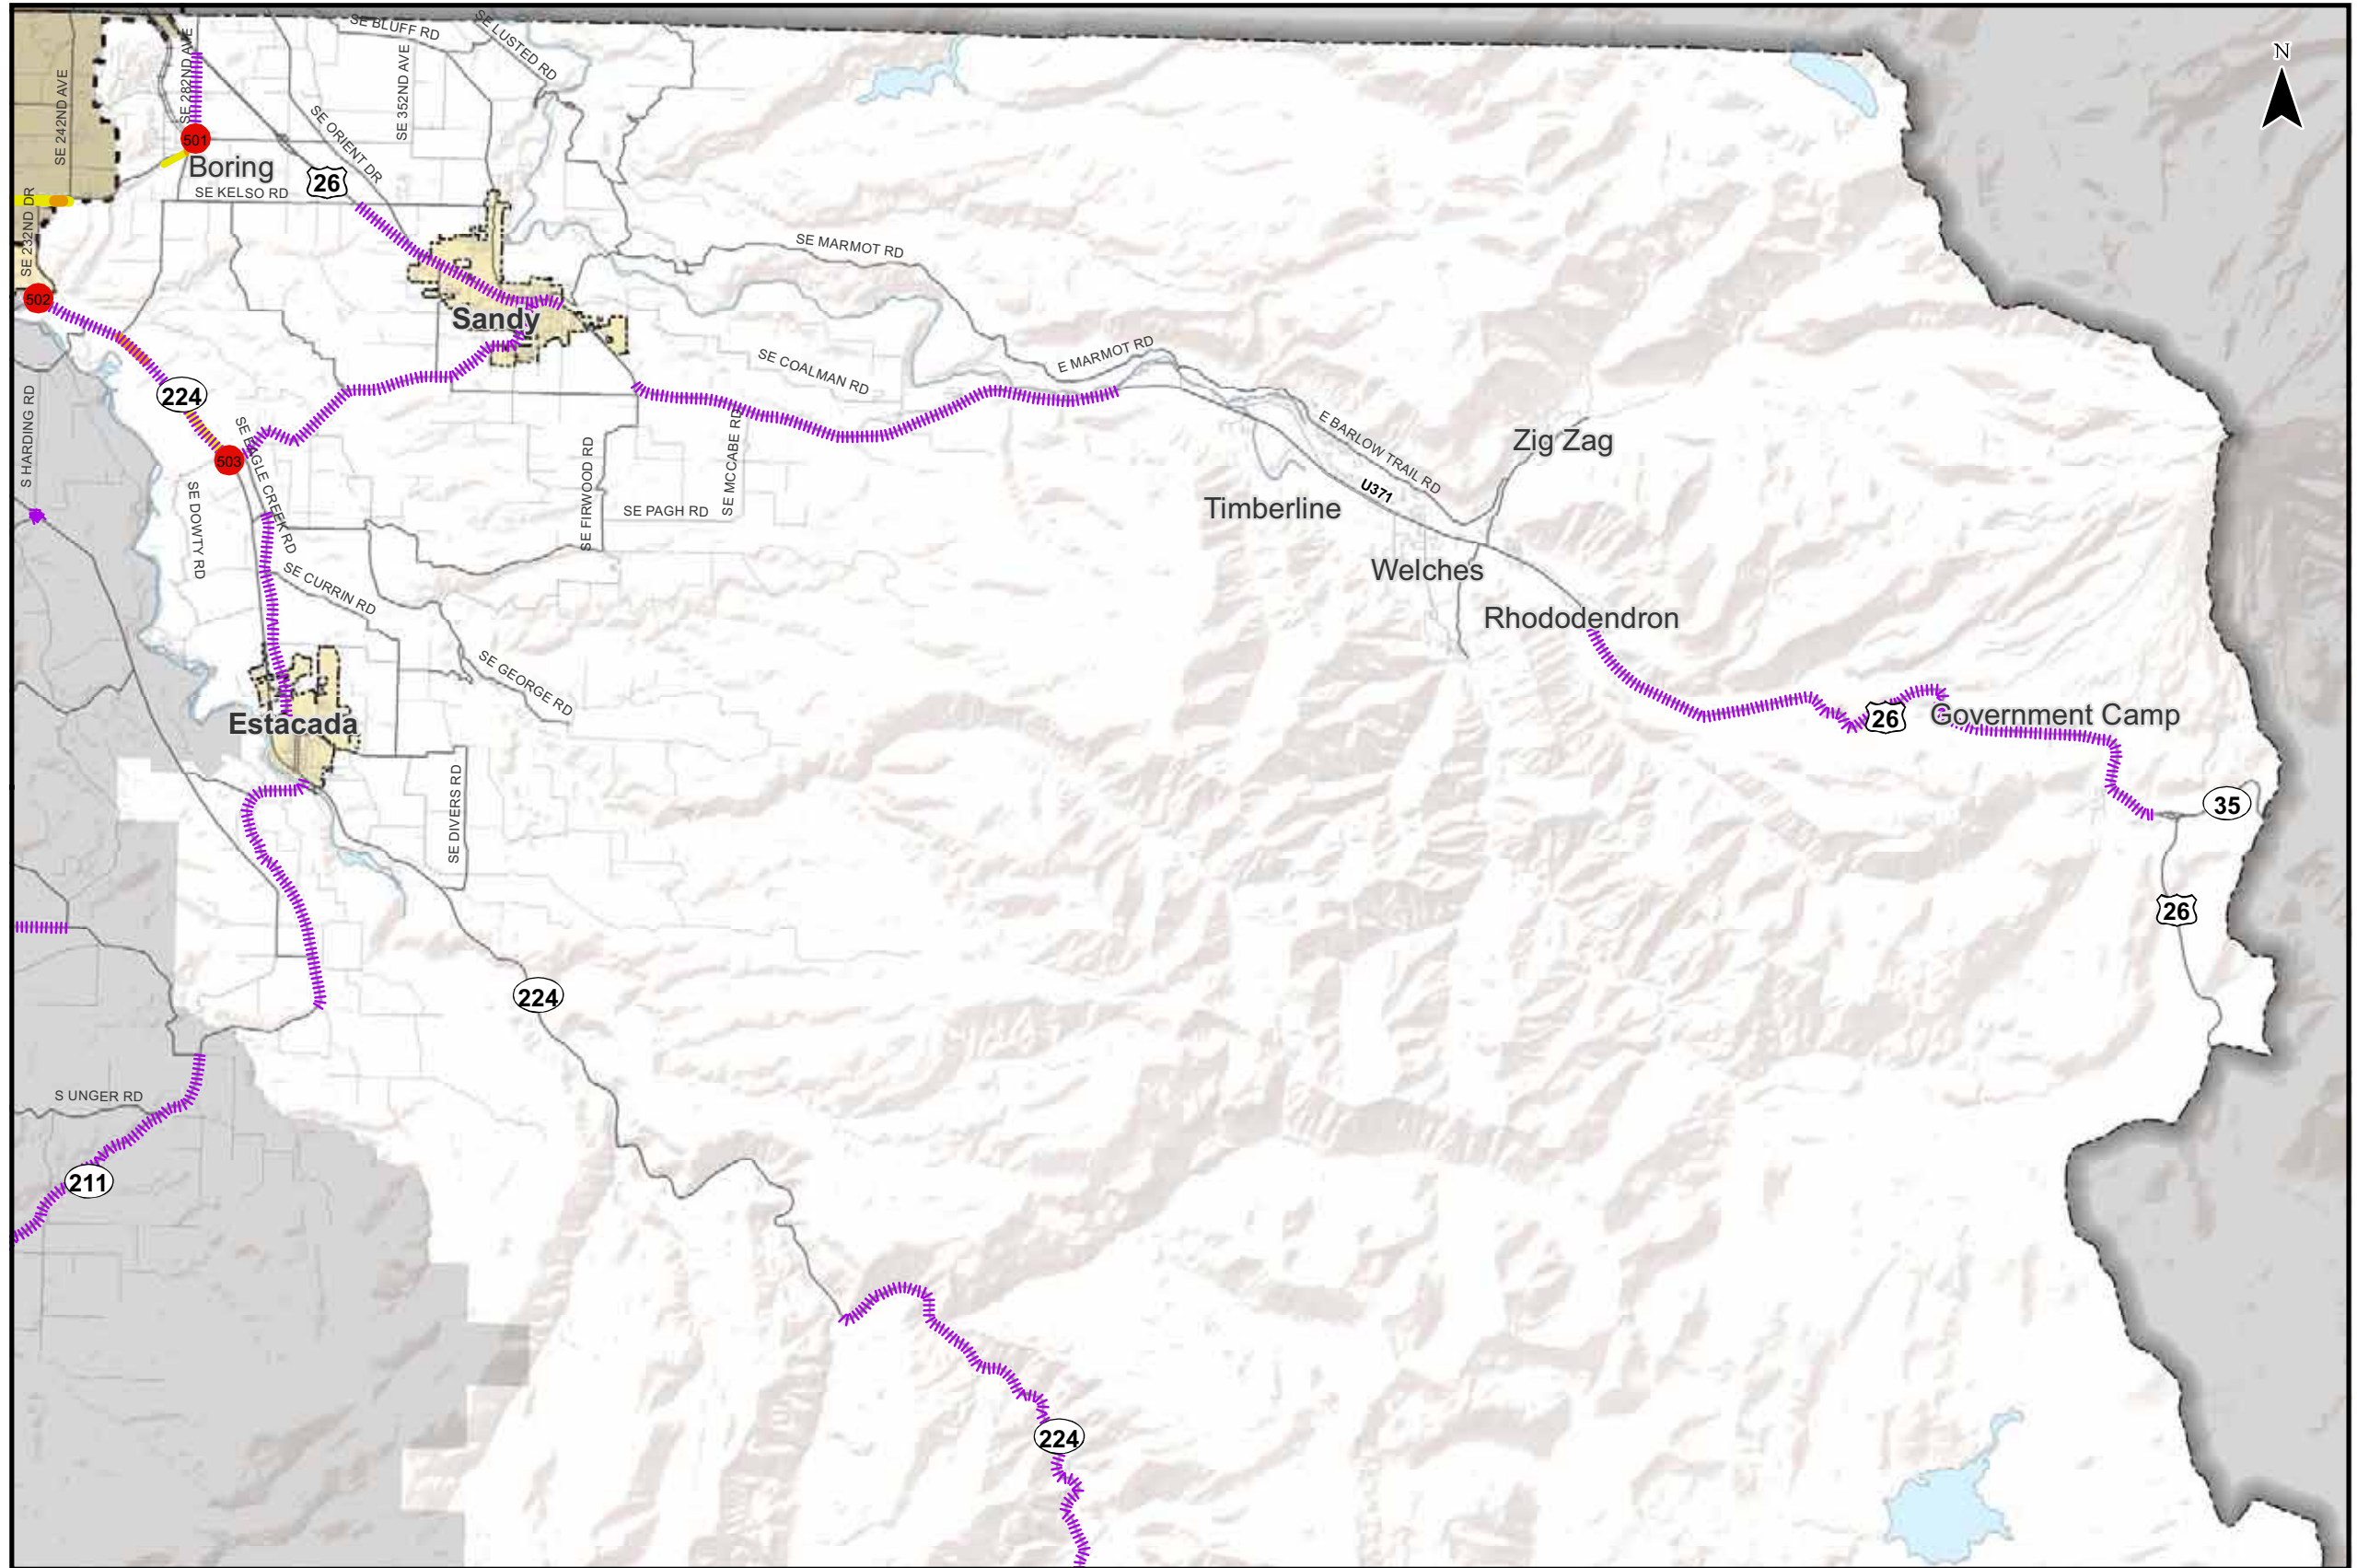 SE BLUFF RD
SE LUSTED RD
N
SE 282ND AVE
SE 352ND AVE
SE 242ND AVE
SE ORIENT DR
501
Boring
26
SE KELSO RD
SE 232ND DR
SE MARMOT RD
502
Sandy
E MARMOT RD
SE COALMAN RD
224
S HARDING RD
SE EAGLE CREEK RD
503
E BARLOW TRAIL RD
Zig Zag
SE DOWTY RD
SE FIRWOOD RD
SE MCCABE RD
U371
Timberline
SE PAGH RD
Welches
SE CURRIN RD
Rhododendron
SE GEORGE RD
Estacada
26
Government Camp
SE DIVERS RD
35
26
224
S UNGER RD
211
224